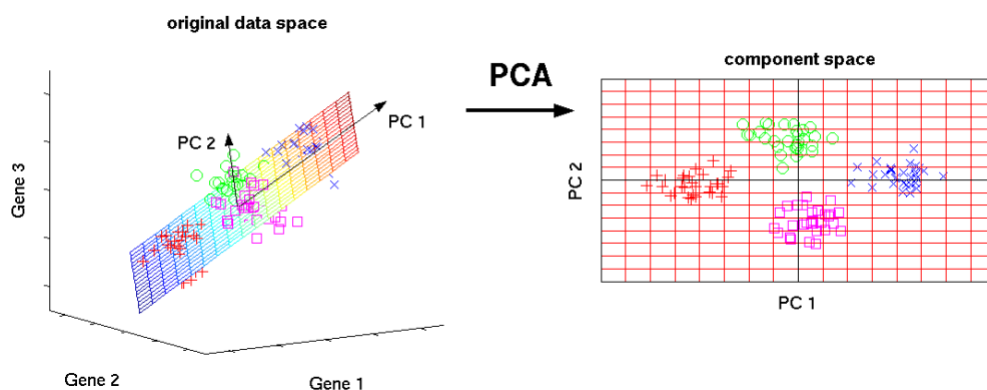 original data space
PC 1
PC 2
Gene 3
Gene 2
Gene 1
PCA
component space
PC 2
PC 1